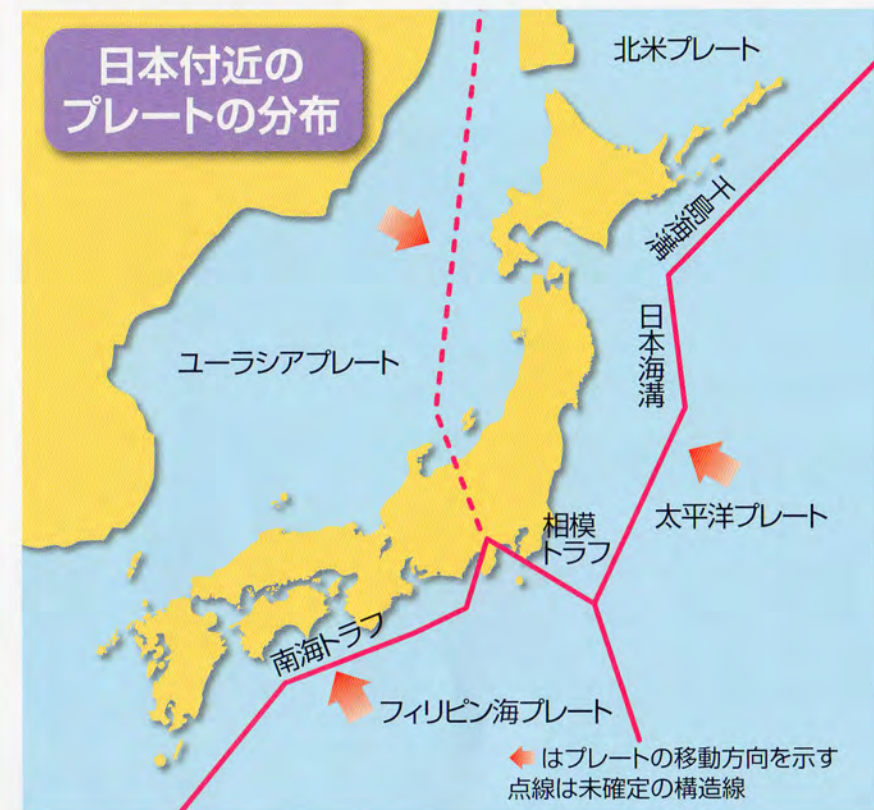 日本付近の
プレートの分布
北米プレート
千島海溝
日本海溝
ユーラシアプレート
太平洋プレート
相模
トラフ
南海トラフ
フィリピン海プレート
はプレートの移動方向を示す
点線は未確定の構造線